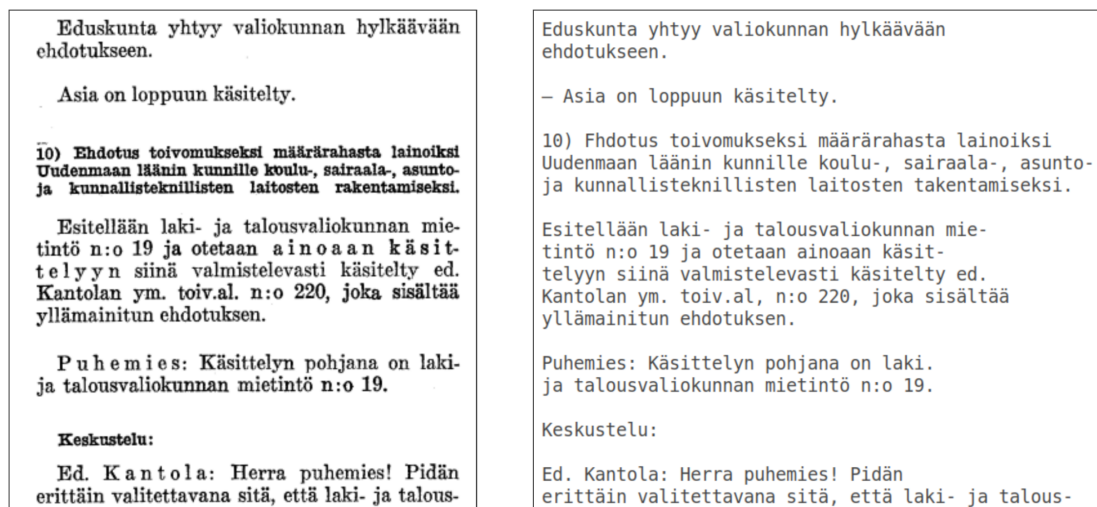 Eduskunta yhtyy valiokunnan hylkäävään
ehdotukseen.
Asia on loppuun käsitelty.
10) Ehdotus toivomukseksi määrärahasta lainoiksi
Uudenmaan läänin kunnille koulu-, sairaala-, asunto-
ja kunnallisteknillisten laitosten rakentamiseksi.
Esitellään laki- ja talousvaliokunnan mie-
tintö n:o 19 ja otetaan ainoaan käsit-
telyyn siinä valmistelevasti käsitelty ed.
Kantolan ym. toiv.al. n:o 220, joka sisältää
yllämainitun ehdotuksen.
Puhemies: Käsittelyn pohjana on laki-
ja talousvaliokunnan mietintö n:o 19.
Keskustelu:
Ed. Kantola: Herra puhemies! Pidän
erittäin valitettavana sitä, että laki- ja talous-
Eduskunta yhtyy valiokunnan hylkäävään
ehdotukseen.
— Asia on loppuun käsitelty.
10) Fhdotus toivomukseksi määrärahasta lainoiksi
Uudenmaan läänin kunnille koulu-, sairaala-, asunto-
ja kunnallisteknillisten laitosten takentamiseksi.
Esitellään laki- ja talousvaliokunnan mie-
tintö n:o 19 ja otetaan ainoaan käsit-
telyyn siinä valmistelevasti käsitelty ed.
Kantolan ym. toiv.al, n:o 220, joka sisältää
yllämainitun ehdotuksen.
Puhemies: Käsittelyn pohjana on laki.
ja talousvaliokunnan mietintö n:o 19.
Keskustelu:
Ed. Kantola: Herra puhemies! Pidän
erittäin valitettavana sitä, että laki- ja talous-